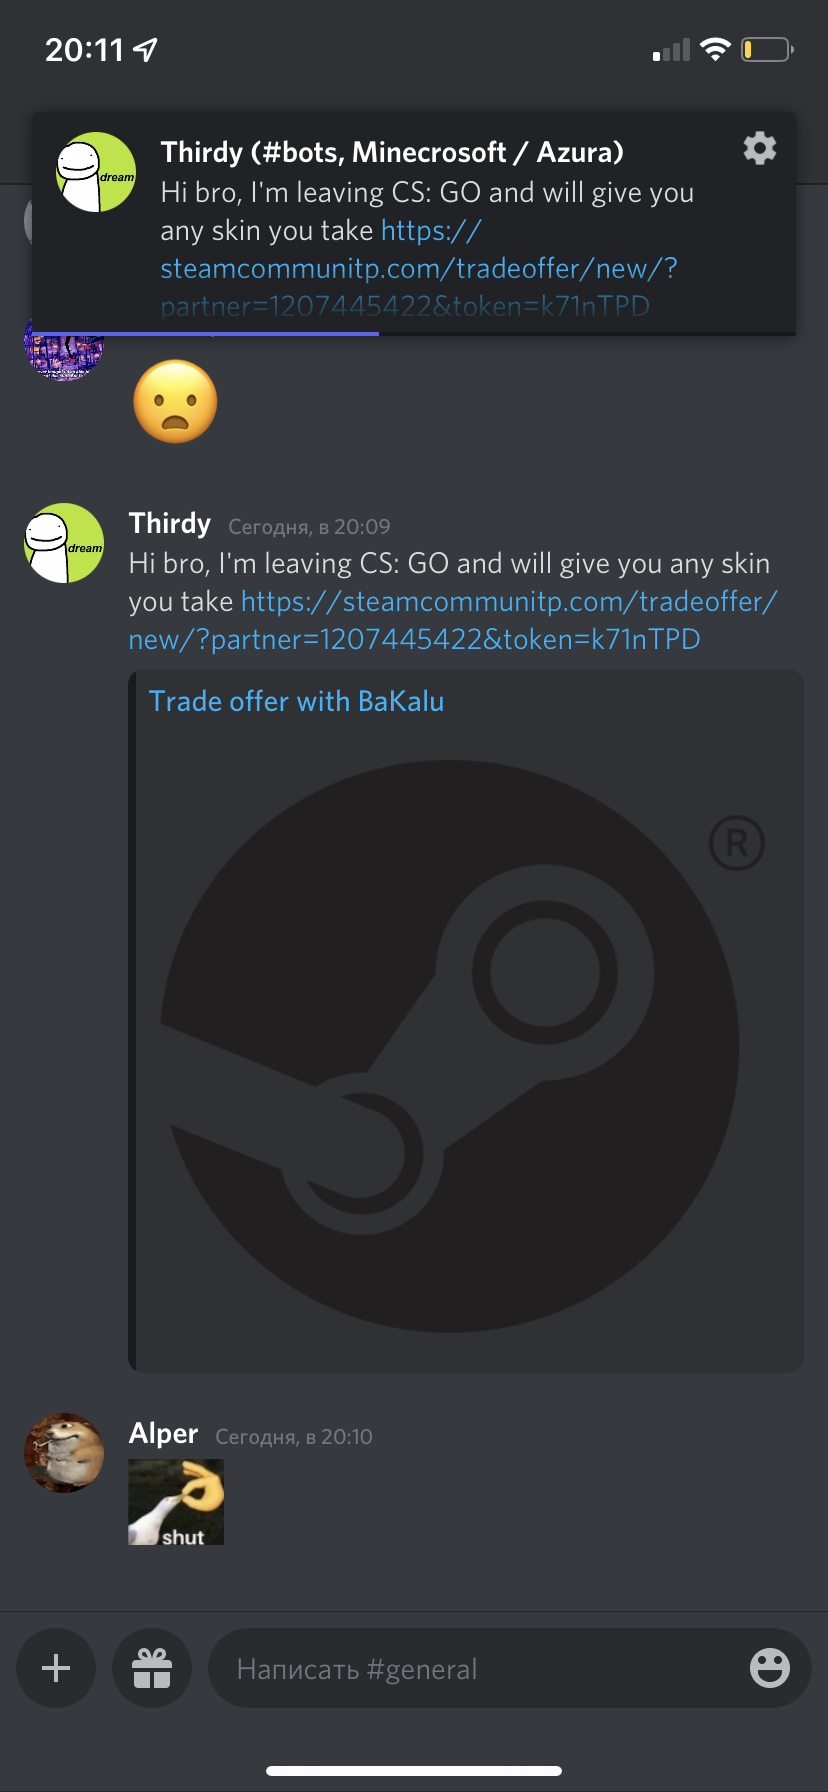 20:11
Thirdy (#bots, Minecrosoft / Azura)
Hi bro, I'm leaving CS: GO and will give you
any skin you take https://
steamcommunitp.com/tradeoffer/new/?
partner=1207445422&token=k71nTPD
dream
Thirdy Сегодня, в 20:09
Hi bro, I'm leaving CS: GO and will give you any skin
you take https://steamcommunitp.com/tradeoffer/
new/?partner=1207445422&token=k71nTPD
dream
Trade offer with BaKalu
®
Alper Сегодня, в 20:10
shut
Написать #general